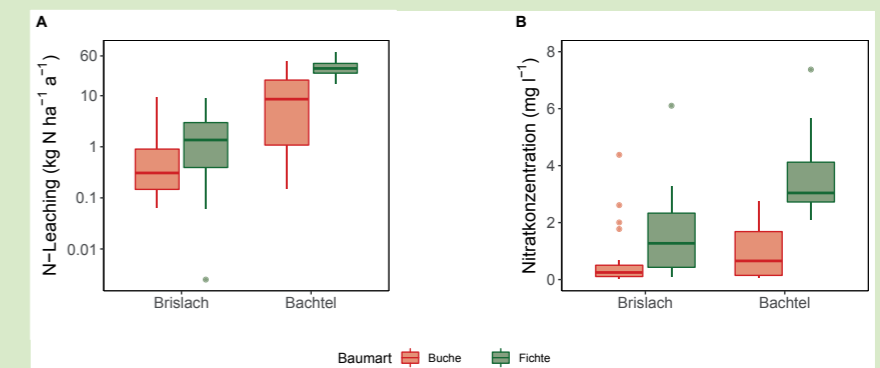 A
N−Leaching (kg N ha⁻¹ a⁻¹)
60
10
1
0.1
0.01
Brislach
Bachtel
B
Nitratkonzentration (mg l⁻¹)
8
6
4
2
0
Brislach
Bachtel
Baumart Buche Fichte